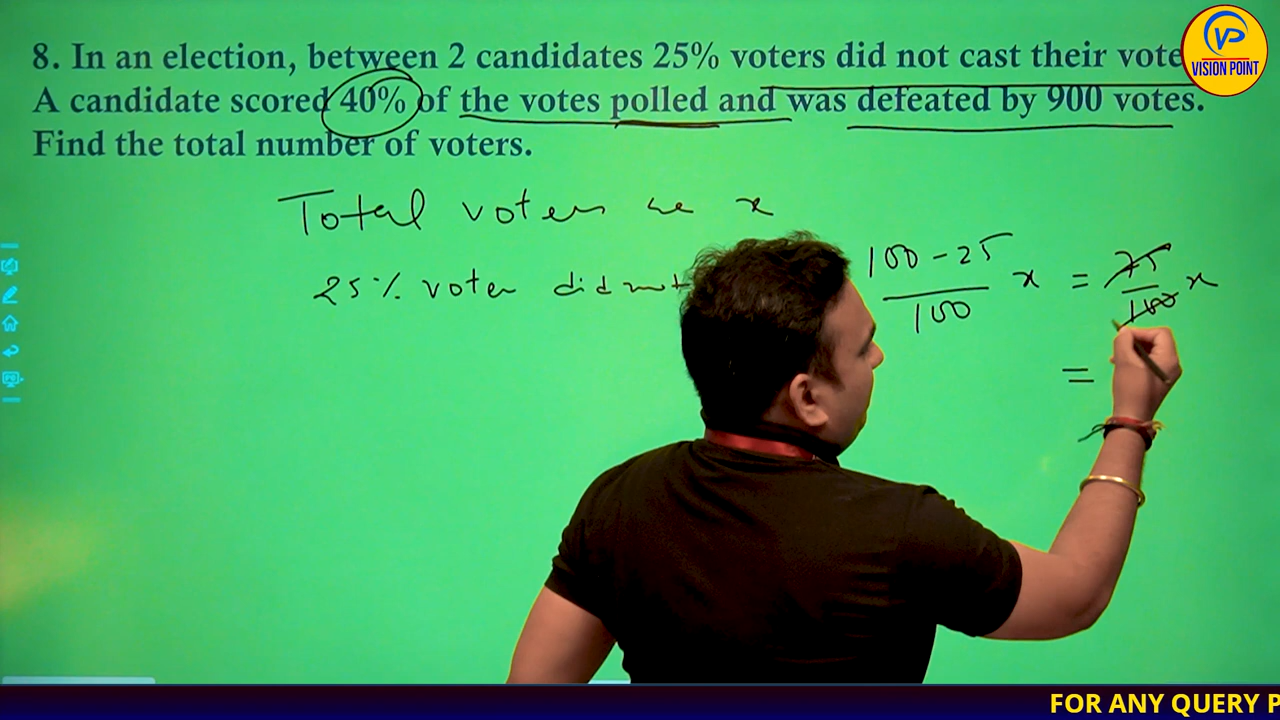 8. In an election, between 2 candidates 25% voters did not cast their vote
A candidate scored 40% of the votes polled and was defeated by 900 votes.
Find the total number of voters.
VP
VISION POINT
Total voters x
25% voter did not
100-25/100 x = 75/100 x
=
FOR ANY QUERY P